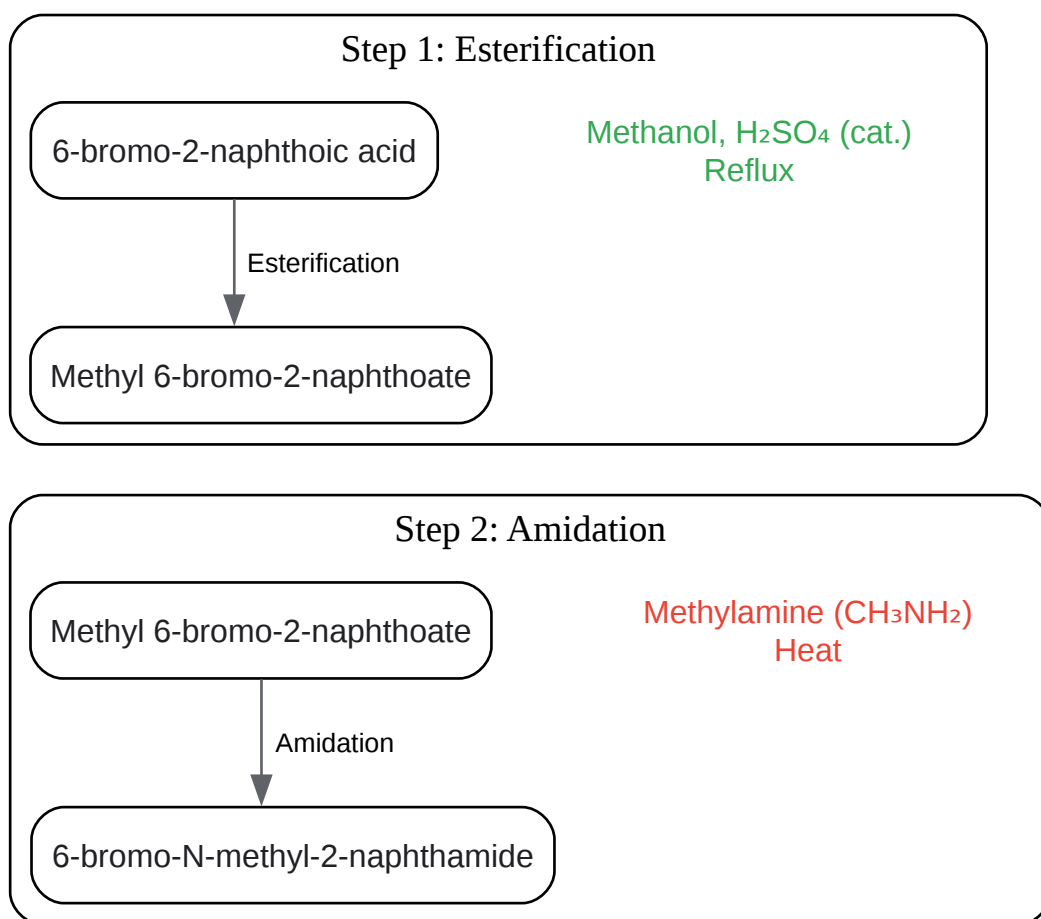 Step 1: Esterification
6-bromo-2-naphthoic acid
Methanol, H₂SO₄ (cat.)
Reflux
Esterification
Methyl 6-bromo-2-naphthoate
Step 2: Amidation
Methyl 6-bromo-2-naphthoate
Methylamine (CH₃NH₂)
Heat
Amidation
6-bromo-N-methyl-2-naphthamide